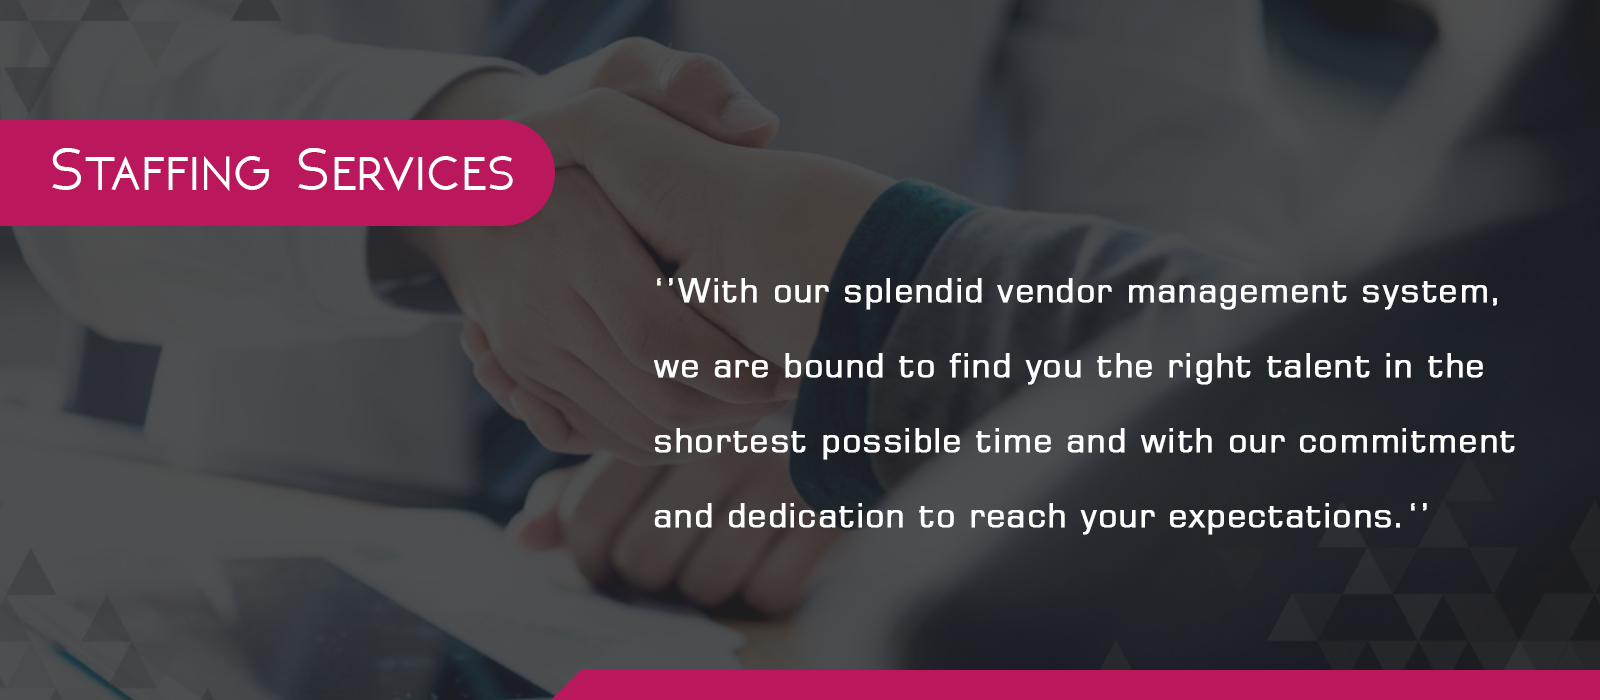 Staffing Services
‘’With our splendid vendor management system,
we are bound to find you the right talent in the
shortest possible time and with our commitment
and dedication to reach your expectations.‘’